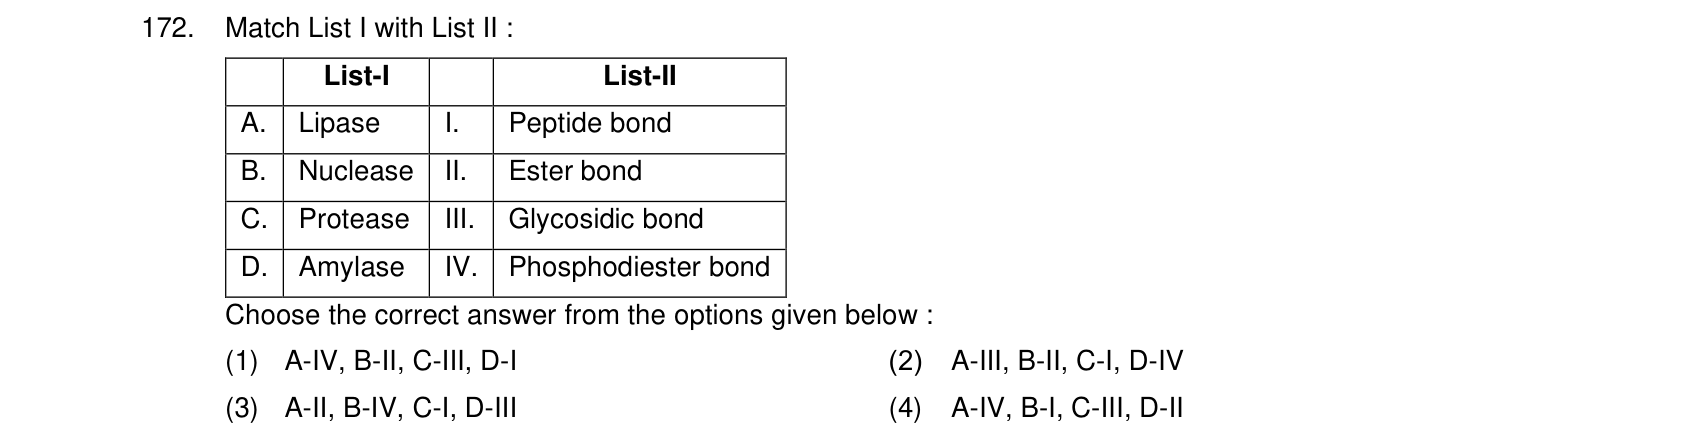 172. Match List I with List II :
List-I List-II
A. Lipase I. Peptide bond
B. Nuclease II. Ester bond
C. Protease III. Glycosidic bond
D. Amylase IV. Phosphodiester bond
Choose the correct answer from the options given below :
(1) A-IV, B-II, C-III, D-I (2) A-III, B-II, C-I, D-IV
(3) A-II, B-IV, C-I, D-III (4) A-IV, B-I, C-III, D-II